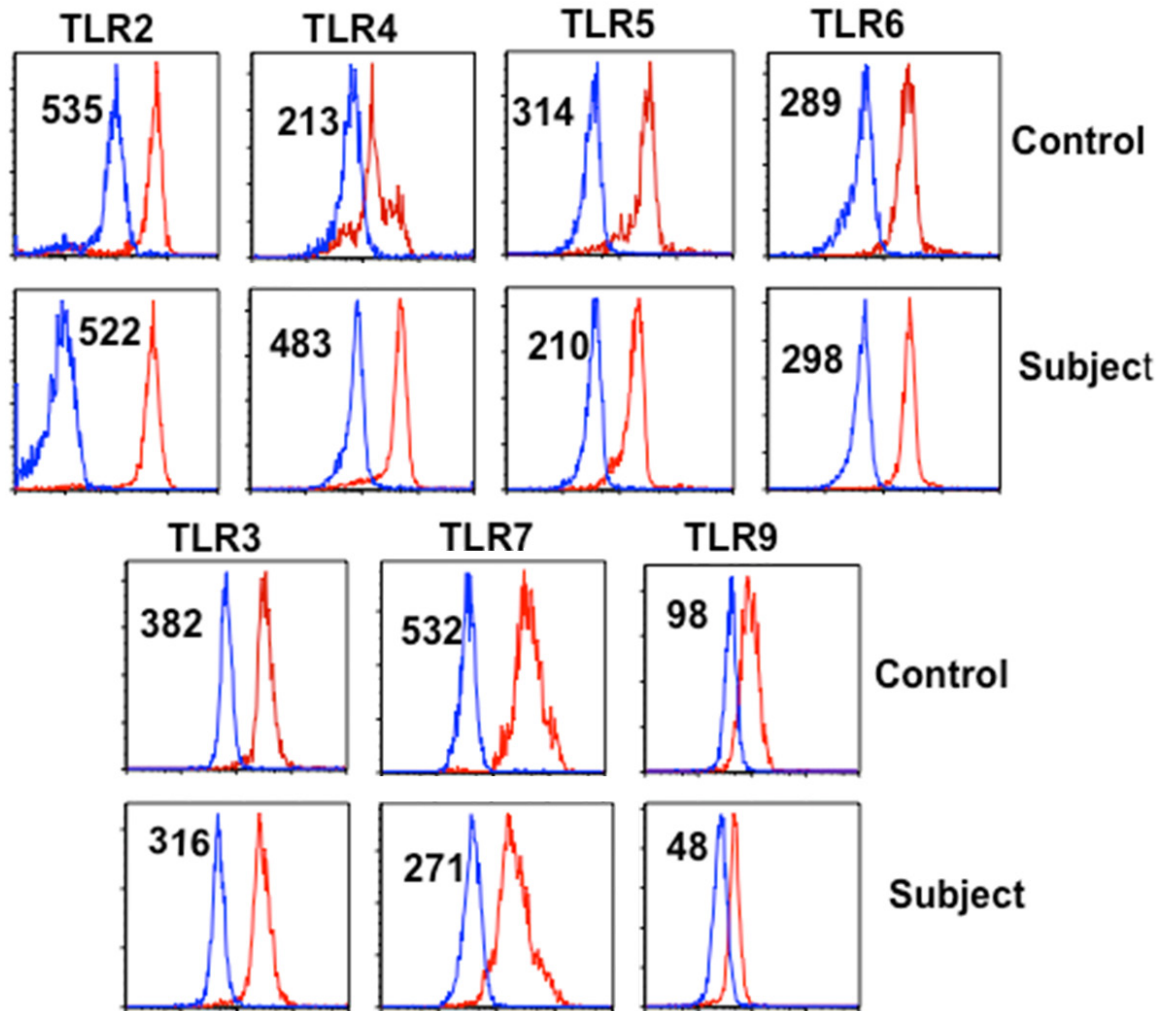 TLR2 TLR4 TLR5 TLR6
535 213 314 289 Control
522 483 210 298 Subject
TLR3 TLR7 TLR9
382 532 98 Control
316 271 48 Subject